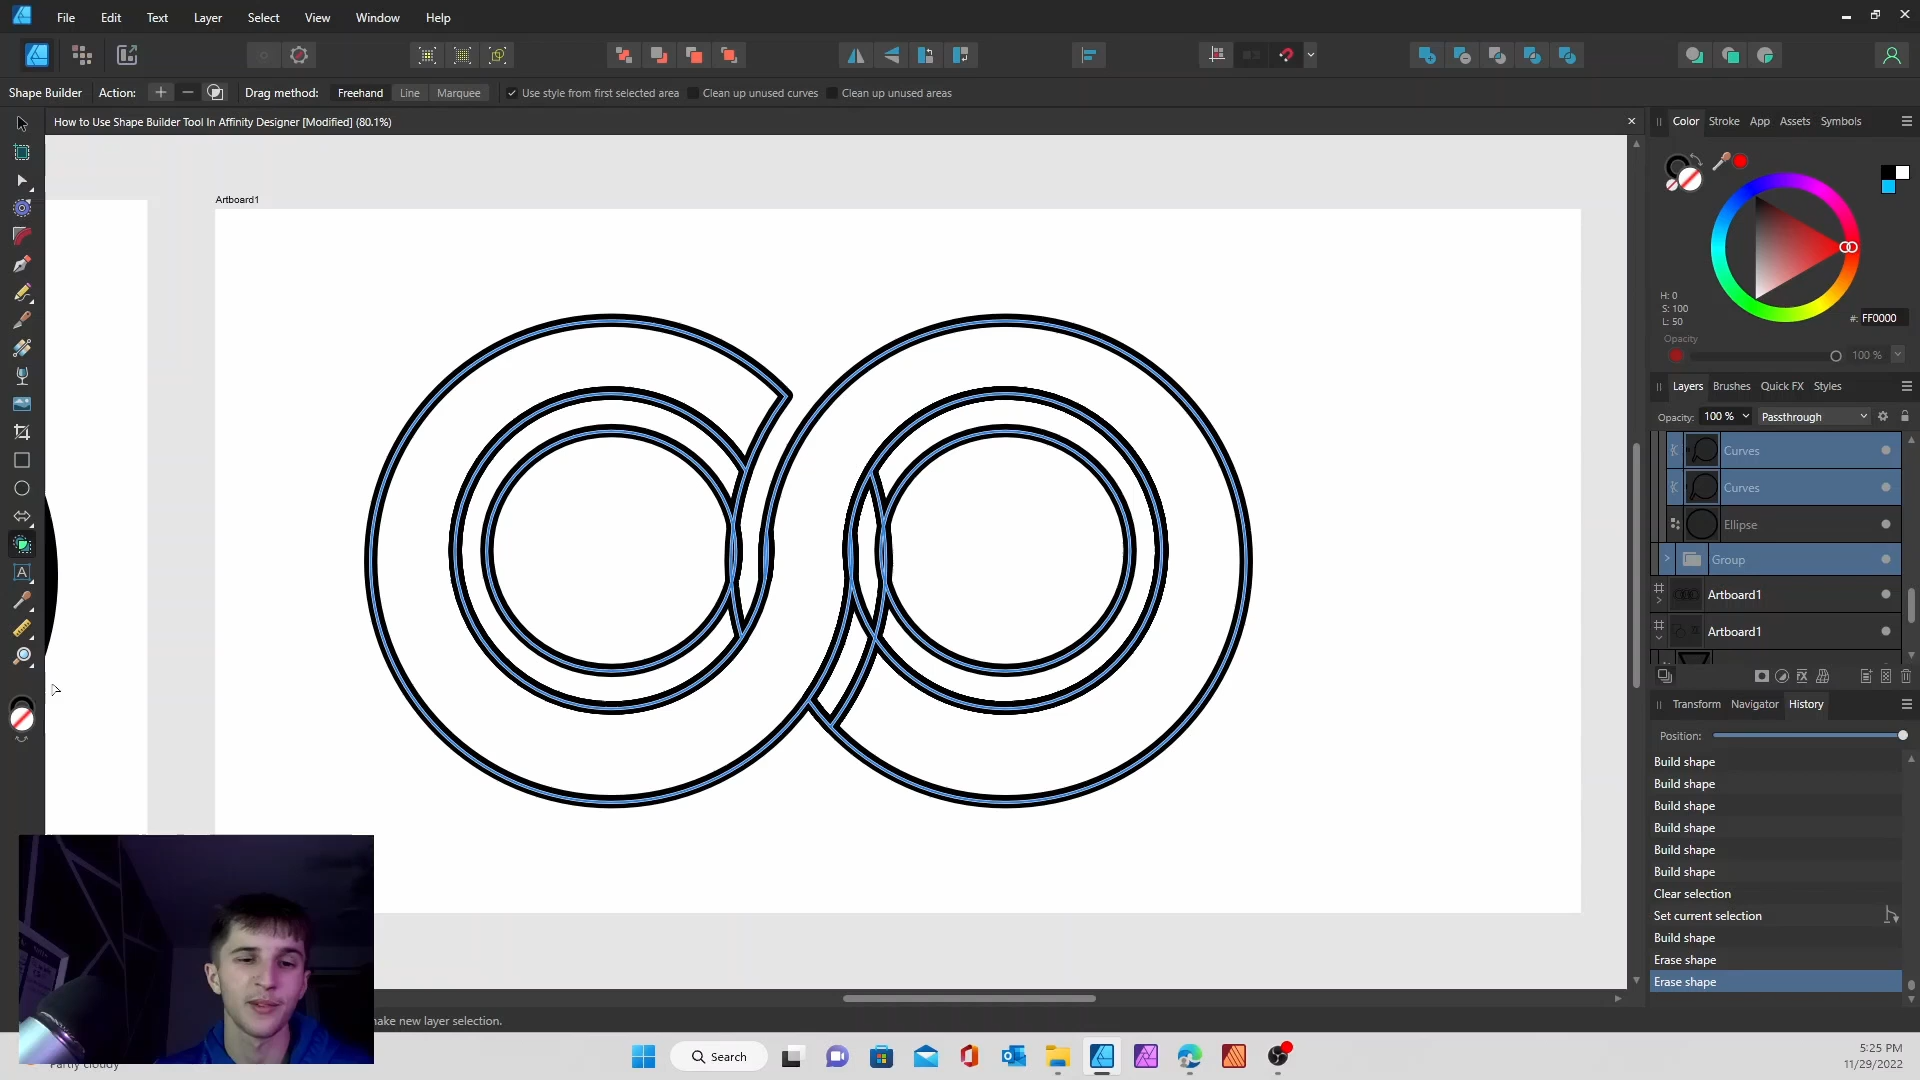 File Edit Text Layer Select View Window Help
Shape Builder Action: Drag method: Freehand Line Marquee Use style from first selected area Clean up unused curves Clean up unused areas
How to Use Shape Builder Tool In Affinity Designer [Modified] (80.1%)
Artboard1
Color Stroke App Assets Symbols
H: 0
S: 100
L: 50
#: FF0000
Opacity
100 %
Layers Brushes Quick FX Styles
Opacity: 100 % Passthrough
Curves
Curves
Ellipse
Group
Artboard1
Artboard1
Transform Navigator History
Position:
Build shape
Build shape
Build shape
Build shape
Build shape
Build shape
Clear selection
Set current selection
Build shape
Erase shape
Erase shape
make new layer selection.
Search
Partly cloudy
5:25 PM
11/29/2022